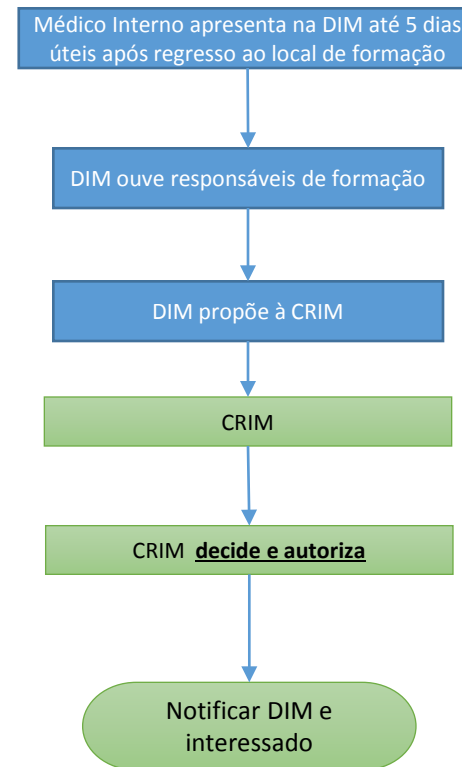 Médico Interno apresenta na DIM até 5 dias
úteis após regresso ao local de formação
DIM ouve responsáveis de formação
DIM propõe à CRIM
CRIM
CRIM decide e autoriza
Notificar DIM e
interessado